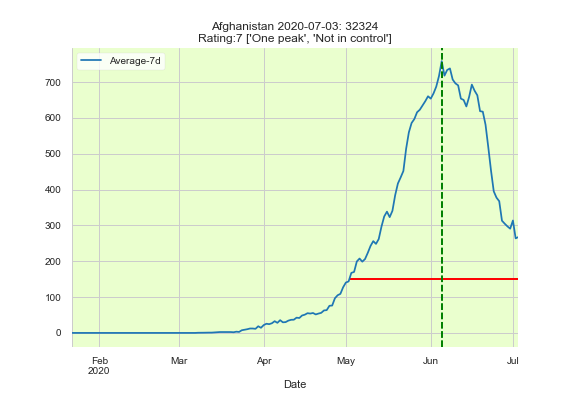 Afghanistan 2020-07-03: 32324
Rating:7 ['One peak', 'Not in control']
Average-7d
700
600
500
400
300
200
100
0
Feb Mar Apr May Jun Jul
2020
Date